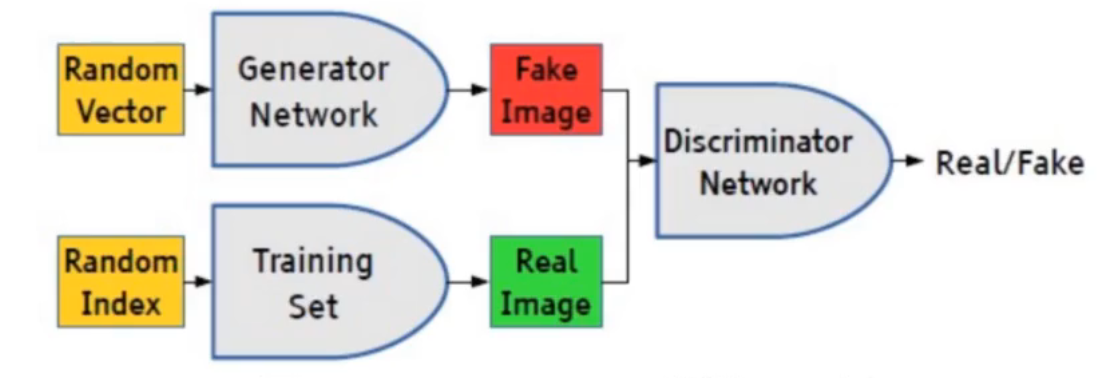 Random
Vector
Generator
Network
Fake
Image
Discriminator
Network
Real/Fake
Random
Index
Training
Set
Real
Image